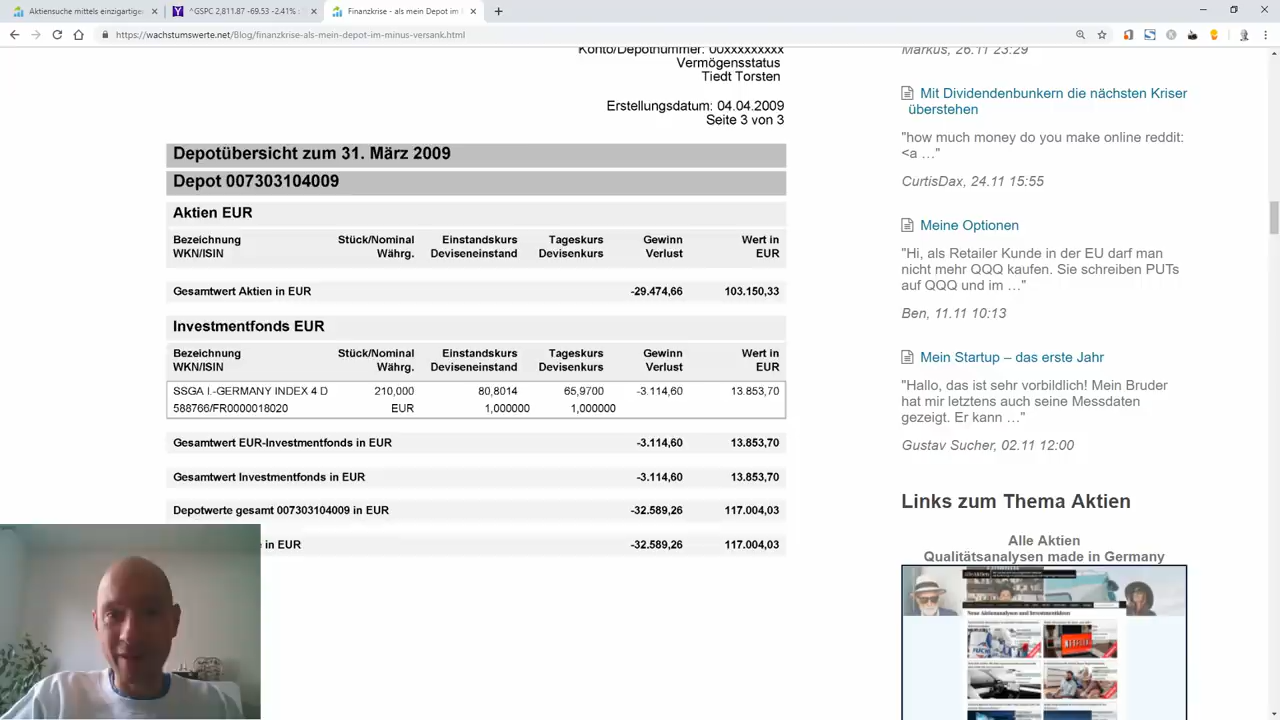 Aktiensuche mittels einzigartige
^GSPC 2,811.87 -69.53 -2.41% :
Finanzkrise - als mein Depot im
https://wachstumswerte.net/Blog/finanzkrise-als-mein-depot-im-minus-versank.html
Konto/Depotnummer: 00xxxxxxxxx
Vermögensstatus
Tiedt Torsten
Erstellungsdatum: 04.04.2009
Seite 3 von 3
Depotübersicht zum 31. März 2009
Depot 007303104009
Aktien EUR
Bezeichnung Stück/Nominal Einstandskurs Tageskurs Gewinn Wert in
WKN/ISIN Währg. Deviseneinstand Devisenkurs Verlust EUR
Gesamtwert Aktien in EUR -29.474,66 103.150,33
Investmentfonds EUR
Bezeichnung Stück/Nominal Einstandskurs Tageskurs Gewinn Wert in
WKN/ISIN Währg. Deviseneinstand Devisenkurs Verlust EUR
SSGA I.-GERMANY INDEX 4 D 210,000 80,8014 65,9700 -3.114,60 13.853,70
588766/FR0000018020 EUR 1,000000 1,000000
Gesamtwert EUR-Investmentfonds in EUR -3.114,60 13.853,70
Gesamtwert Investmentfonds in EUR -3.114,60 13.853,70
Depotwerte gesamt 007303104009 in EUR -32.589,26 117.004,03
in EUR -32.589,26 117.004,03
Markus, 26.11 23:29
Mit Dividendenbunkern die nächsten Kriser
überstehen
"how much money do you make online reddit:
<a …"
CurtisDax, 24.11 15:55
Meine Optionen
"Hi, als Retailer Kunde in der EU darf man
nicht mehr QQQ kaufen. Sie schreiben PUTs
auf QQQ und im …"
Ben, 11.11 10:13
Mein Startup – das erste Jahr
"Hallo, das ist sehr vorbildlich! Mein Bruder
hat mir letztens auch seine Messdaten
gezeigt. Er kann …"
Gustav Sucher, 02.11 12:00
Links zum Thema Aktien
Alle Aktien
Qualitätsanalysen made in Germany
Neue Aktienanalysen und Investmentideen
NETFLIX